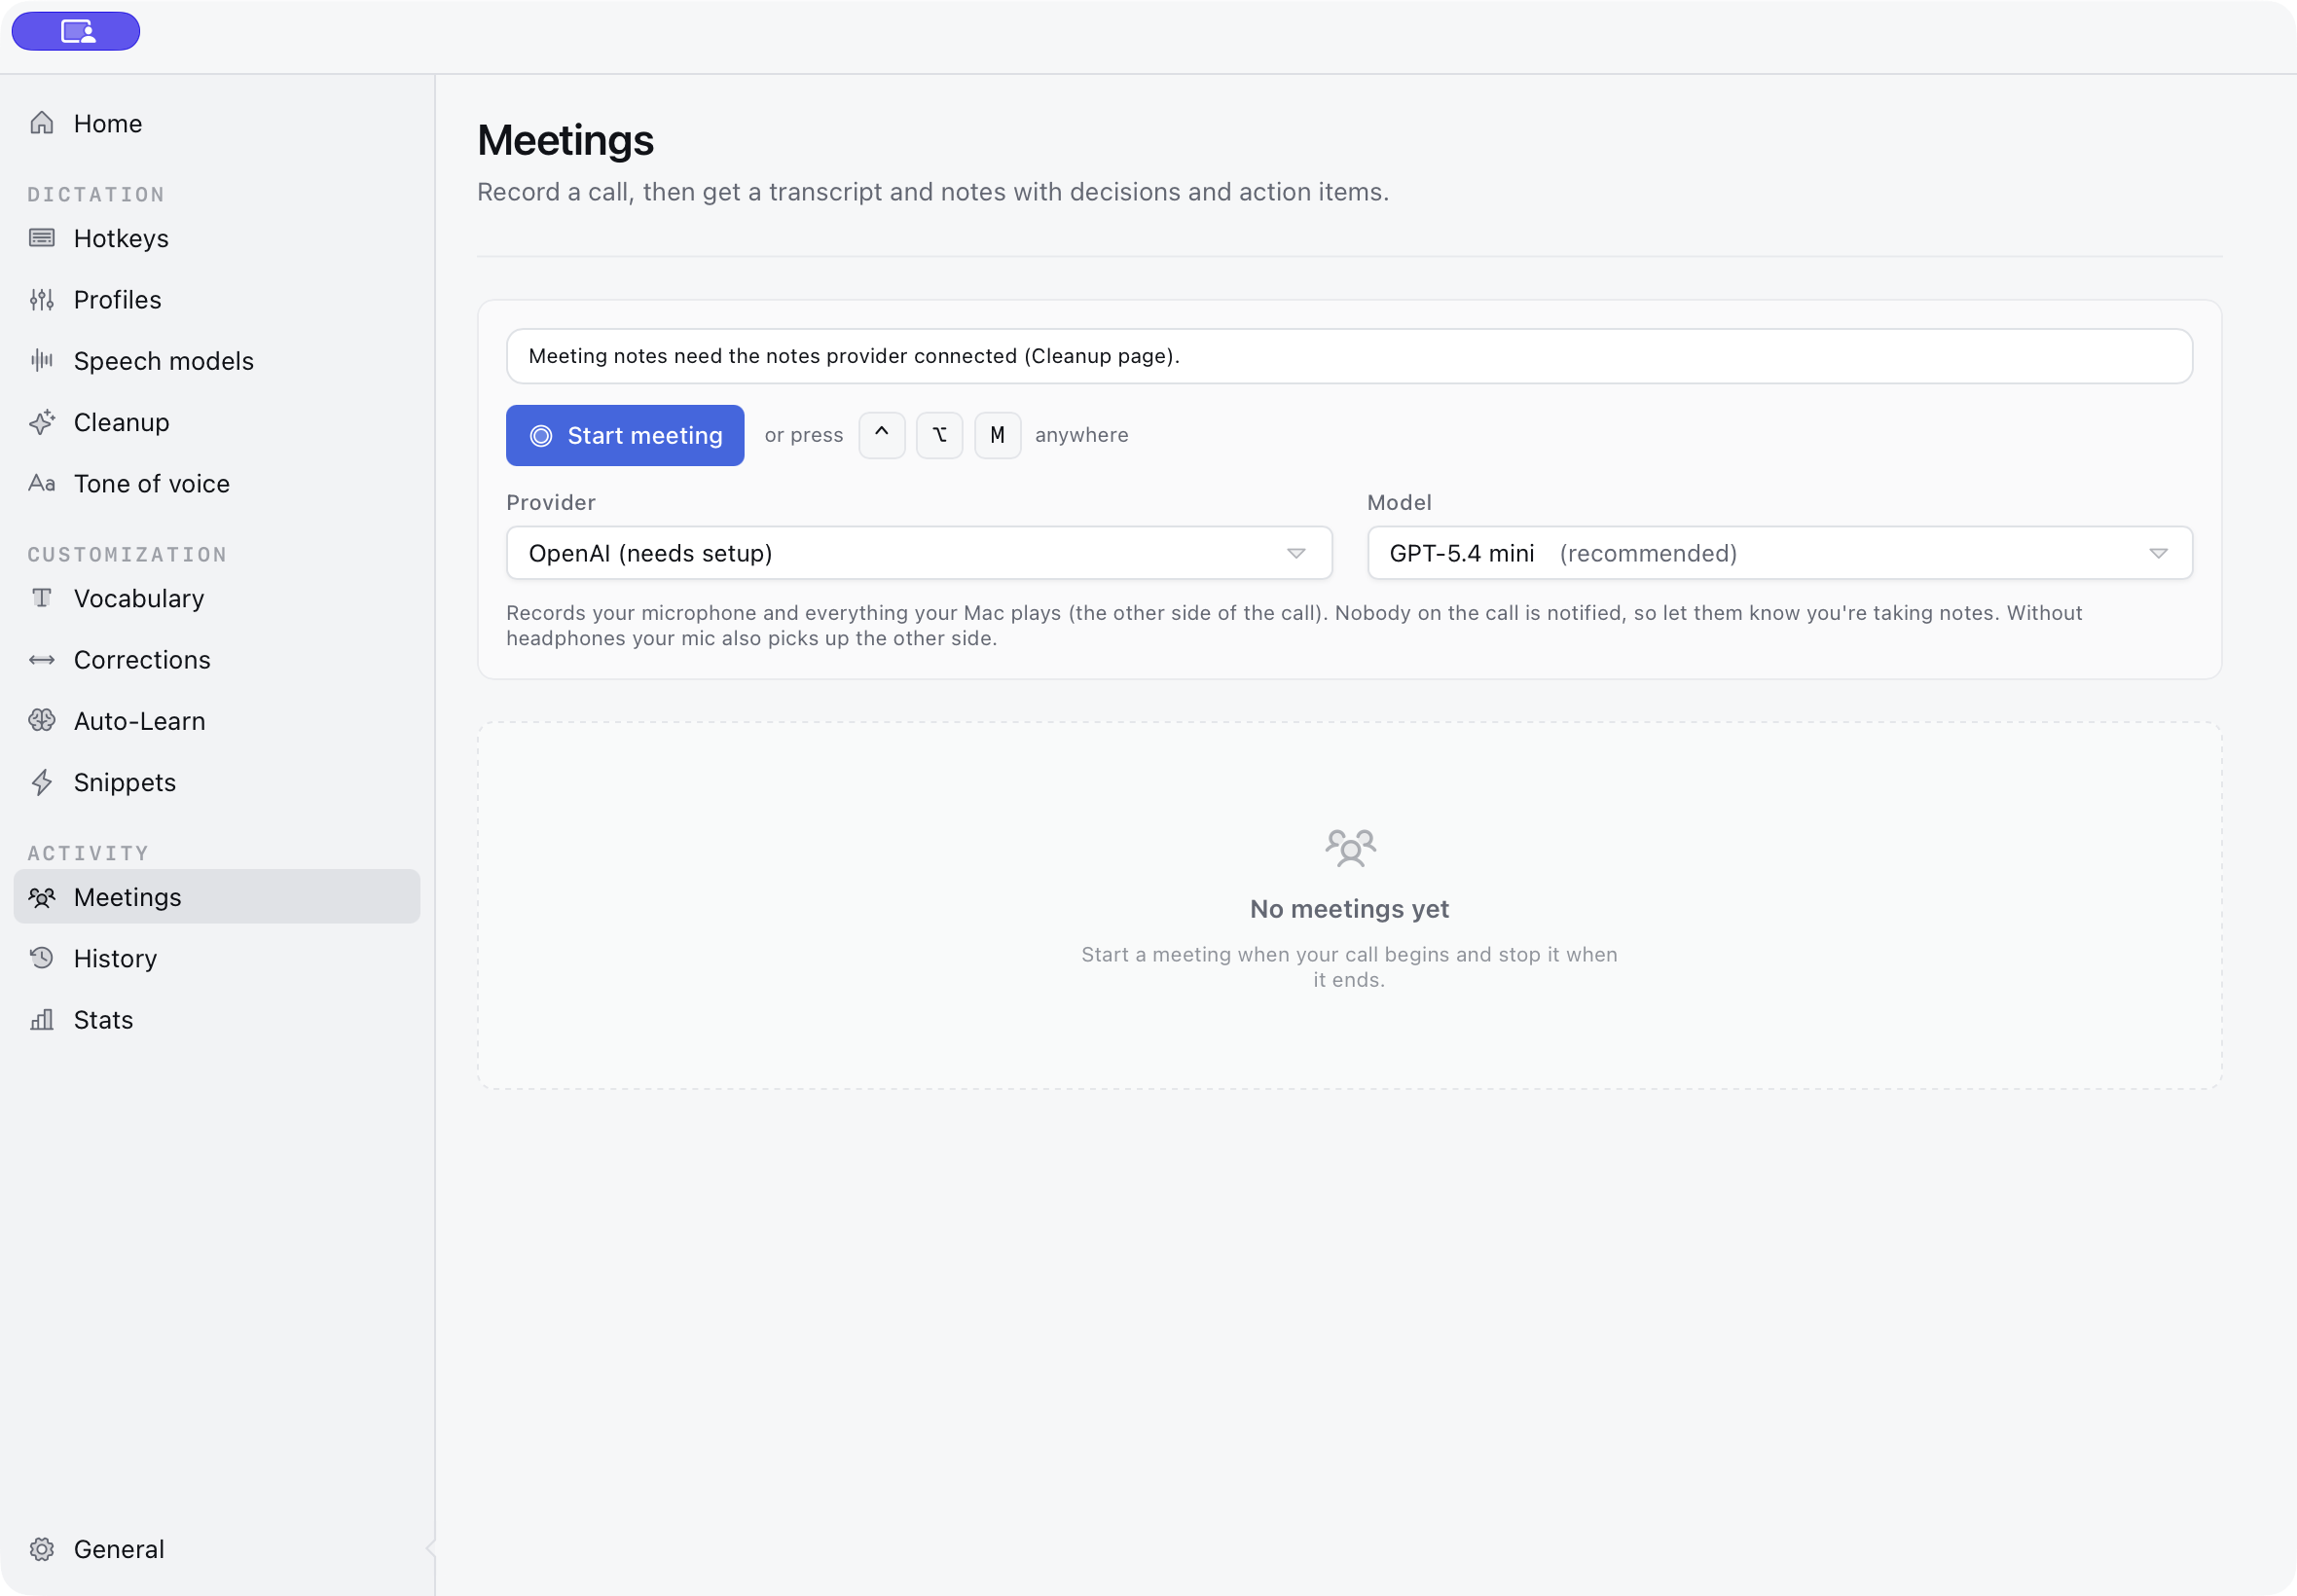 Home
DICTATION
Hotkeys
Profiles
Speech models
Cleanup
Aa Tone of voice
CUSTOMIZATION
Vocabulary
Corrections
Auto-Learn
Snippets
ACTIVITY
Meetings
History
Stats
General
Meetings
Record a call, then get a transcript and notes with decisions and action items.
Meeting notes need the notes provider connected (Cleanup page).
Start meeting or press ^ ⌥ M anywhere
Provider
OpenAI (needs setup)
Model
GPT-5.4 mini (recommended)
Records your microphone and everything your Mac plays (the other side of the call). Nobody on the call is notified, so let them know you're taking notes. Without
headphones your mic also picks up the other side.
No meetings yet
Start a meeting when your call begins and stop it when
it ends.